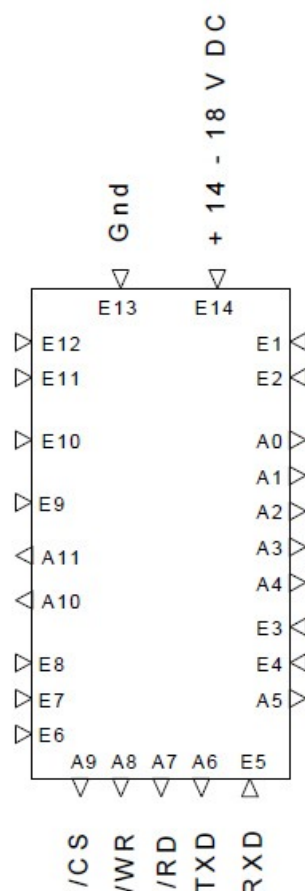 Gnd
+ 14 - 18 V DC
E13 E14
E12 E1
E11 E2
E10 A0
A1
E9 A2
A11 A3
A10 A4
E3
E8 E4
E7 A5
E6
A9 A8 A7 A6 E5
/CS
/WR
/RD
TXD
RXD